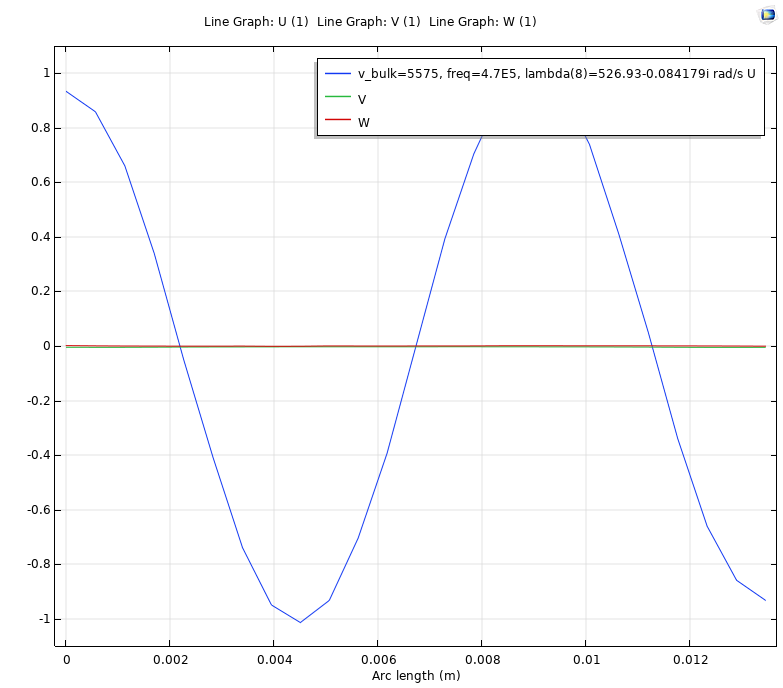 Line Graph: U (1) Line Graph: V (1) Line Graph: W (1)
v_bulk=5575, freq=4.7E5, lambda(8)=526.93-0.084179i rad/s U
V
W
1
0.8
0.6
0.4
0.2
0
-0.2
-0.4
-0.6
-0.8
-1
0 0.002 0.004 0.006 0.008 0.01 0.012
Arc length (m)